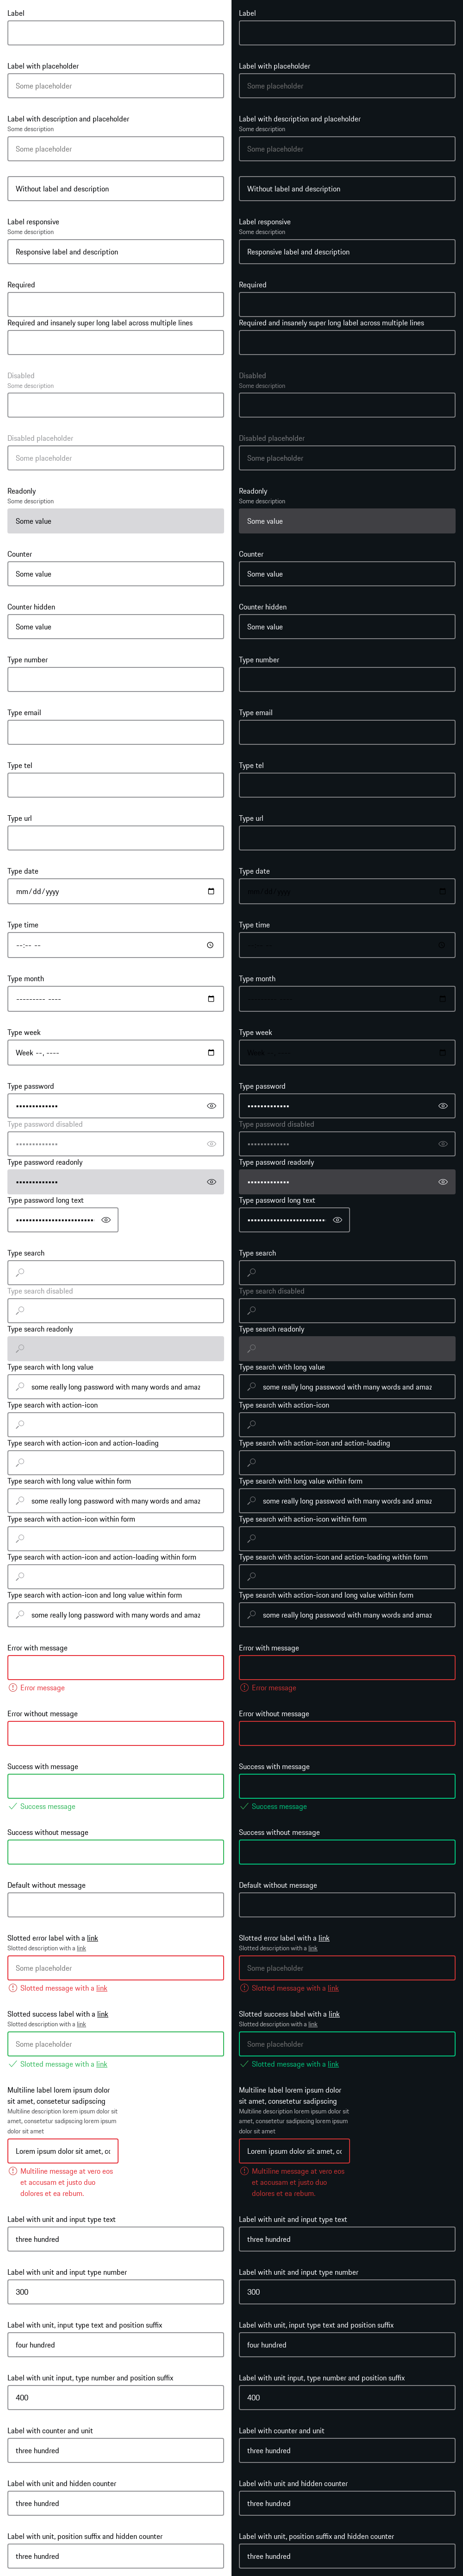 Label
Label with placeholder
Some placeholder
Label with description and placeholder
Some description
Some placeholder
Without label and description
Label responsive
Some description
Responsive label and description
Required
Required and insanely super long label across multiple lines
Disabled
Some description
Disabled placeholder
Some placeholder
Readonly
Some description
Some value
Counter
Some value
Counter hidden
Some value
Type number
Type email
Type tel
Type url
Type date
mm/dd/yyyy
Type time
--:-- --
Type month
--------- ----
Type week
Week --, ----
Type password
•••••••••••••
Type password disabled
•••••••••••••
Type password readonly
•••••••••••••
Type password long text
••••••••••••••••••••••••
Type search
Type search disabled
Type search readonly
Type search with long value
some really long password with many words and amaz
Type search with action-icon
Type search with action-icon and action-loading
Type search with long value within form
some really long password with many words and amaz
Type search with action-icon within form
Type search with action-icon and action-loading within form
Type search with action-icon and long value within form
some really long password with many words and amaz
Error with message
Error message
Error without message
Success with message
Success message
Success without message
Default without message
Slotted error label with a link
Slotted description with a link
Some placeholder
Slotted message with a link
Slotted success label with a link
Slotted description with a link
Some placeholder
Slotted message with a link
Multiline label lorem ipsum dolor
sit amet, consetetur sadipscing
Multiline description lorem ipsum dolor sit
amet, consetetur sadipscing lorem ipsum
dolor sit amet
Lorem ipsum dolor sit amet, cc
Multiline message at vero eos
et accusam et justo duo
dolores et ea rebum.
Label with unit and input type text
three hundred
Label with unit and input type number
300
Label with unit, input type text and position suffix
four hundred
Label with unit input, type number and position suffix
400
Label with counter and unit
three hundred
Label with unit and hidden counter
three hundred
Label with unit, position suffix and hidden counter
three hundred
Label
Label with placeholder
Some placeholder
Label with description and placeholder
Some description
Some placeholder
Without label and description
Label responsive
Some description
Responsive label and description
Required
Required and insanely super long label across multiple lines
Disabled
Some description
Disabled placeholder
Some placeholder
Readonly
Some description
Some value
Counter
Some value
Counter hidden
Some value
Type number
Type email
Type tel
Type url
Type date
mm/dd/yyyy
Type time
Type month
--------- ----
Type week
Week --, ----
Type password
•••••••••••••
Type password disabled
•••••••••••••
Type password readonly
•••••••••••••
Type password long text
••••••••••••••••••••••••
Type search
Type search disabled
Type search readonly
Type search with long value
some really long password with many words and amaz
Type search with action-icon
Type search with action-icon and action-loading
Type search with long value within form
some really long password with many words and amaz
Type search with action-icon within form
Type search with action-icon and action-loading within form
Type search with action-icon and long value within form
some really long password with many words and amaz
Error with message
Error message
Error without message
Success with message
Success message
Success without message
Default without message
Slotted error label with a link
Slotted description with a link
Some placeholder
Slotted message with a link
Slotted success label with a link
Slotted description with a link
Some placeholder
Slotted message with a link
Multiline label lorem ipsum dolor
sit amet, consetetur sadipscing
Multiline description lorem ipsum dolor sit
amet, consetetur sadipscing lorem ipsum
dolor sit amet
Lorem ipsum dolor sit amet, cc
Multiline message at vero eos
et accusam et justo duo
dolores et ea rebum.
Label with unit and input type text
three hundred
Label with unit and input type number
300
Label with unit, input type text and position suffix
four hundred
Label with unit input, type number and position suffix
400
Label with counter and unit
three hundred
Label with unit and hidden counter
three hundred
Label with unit, position suffix and hidden counter
three hundred